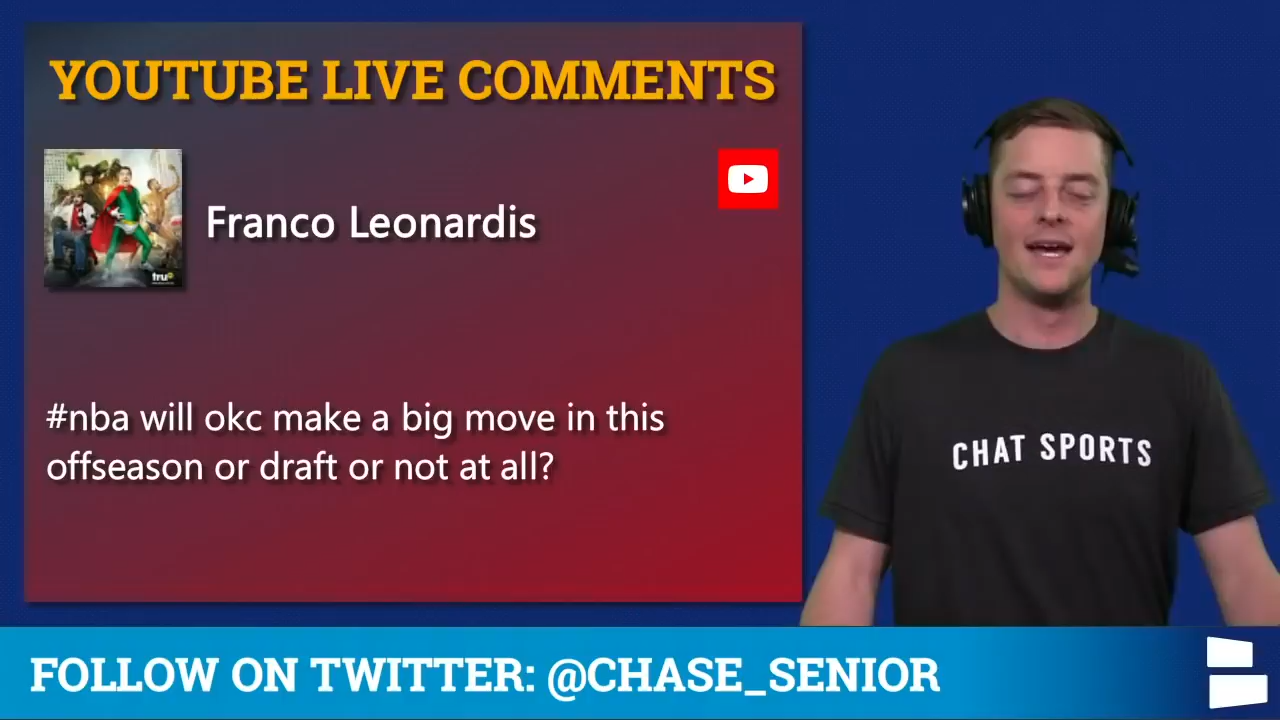 YOUTUBE LIVE COMMENTS
Franco Leonardis
tru
#nba will okc make a big move in this
offseason or draft or not at all?
CHAT SPORTS
FOLLOW ON TWITTER: @CHASE_SENIOR